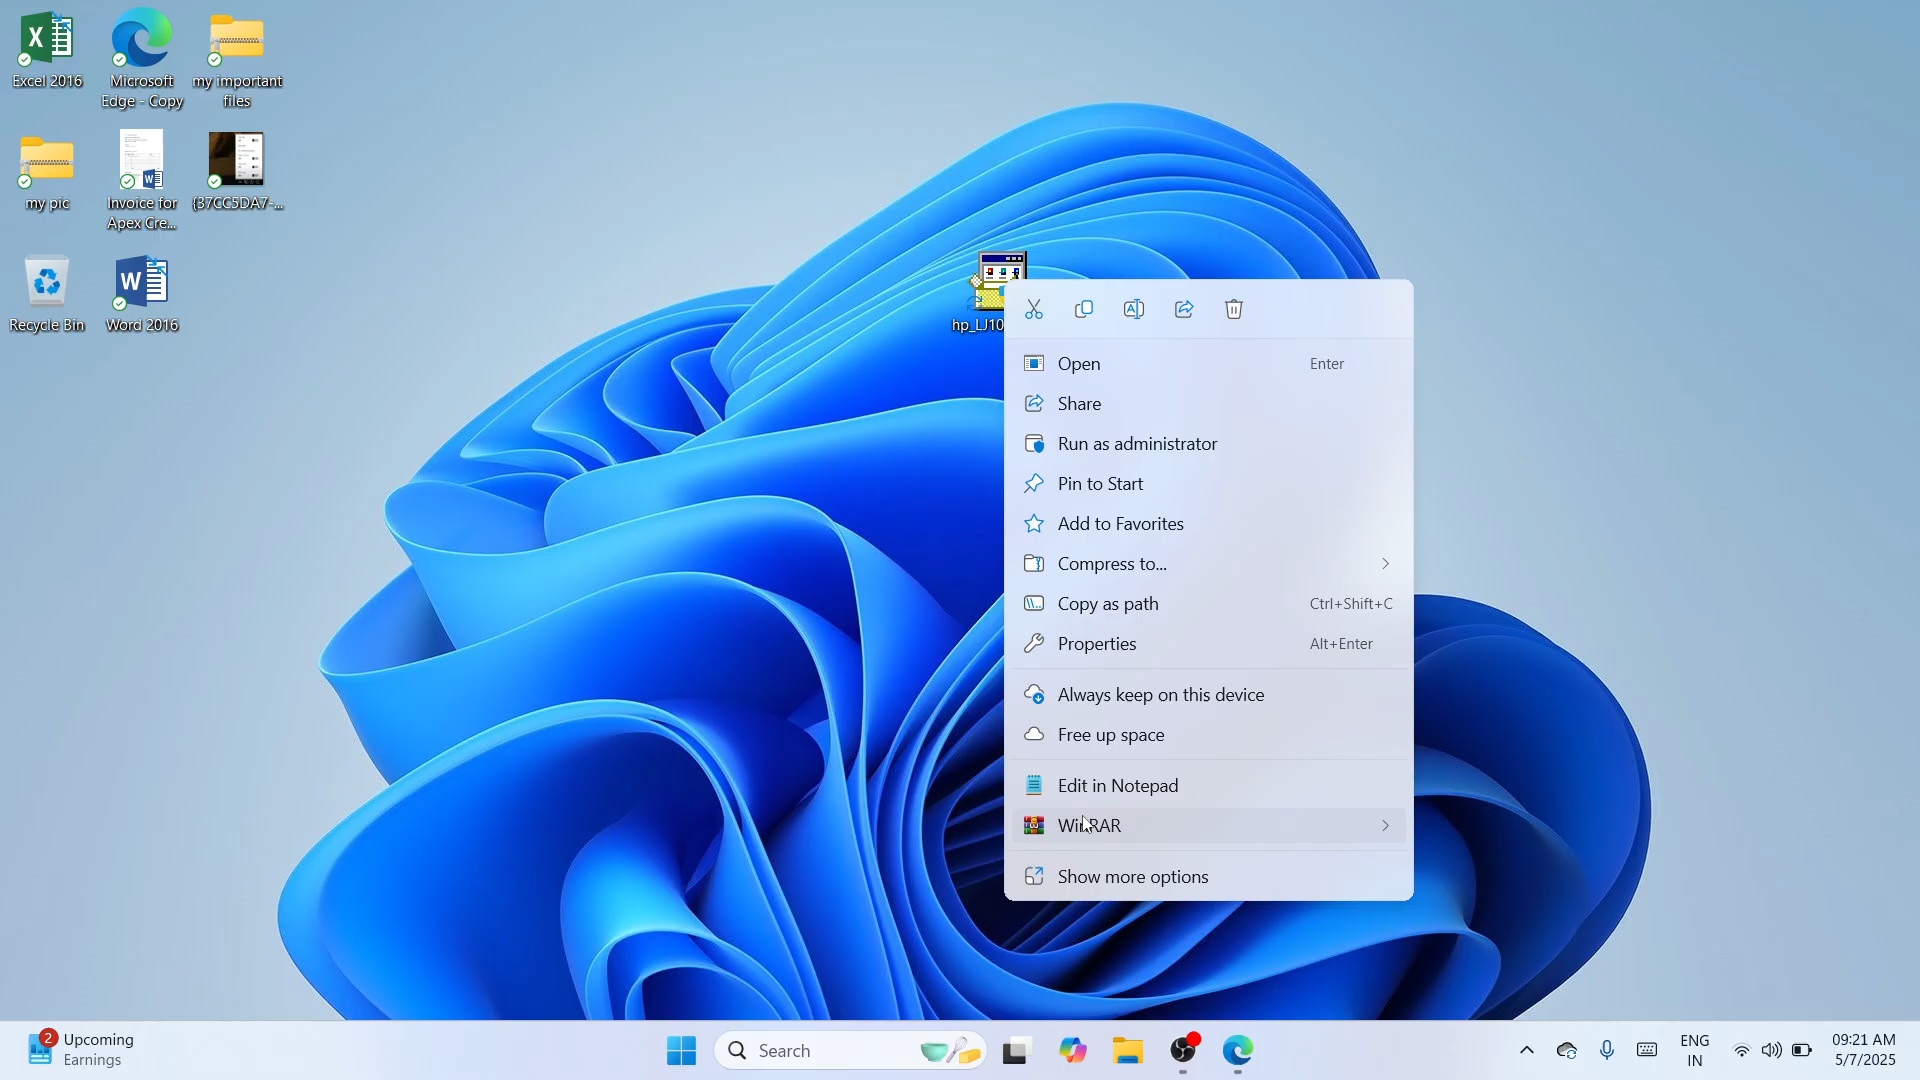 Excel 2016
Microsoft
Edge - Copy
my important
files
my pic
Invoice for
Apex Cre...
{37CC5DA7-...
Recycle Bin
Word 2016
hp_LJ10
Open Enter
Share
Run as administrator
Pin to Start
Add to Favorites
Compress to...
Copy as path Ctrl+Shift+C
Properties Alt+Enter
Always keep on this device
Free up space
Edit in Notepad
WinRAR
Show more options
2
Upcoming
Earnings
Search
ENG
IN
09:21 AM
5/7/2025